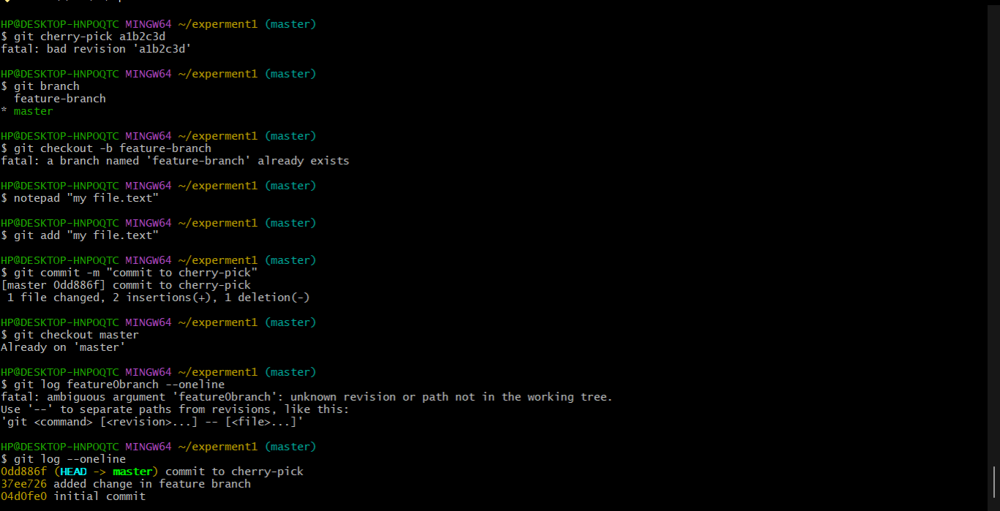 HP@DESKTOP-HNPOQTC MINGW64 ~/experment1 (master)
$ git cherry-pick a1b2c3d
fatal: bad revision 'a1b2c3d'
HP@DESKTOP-HNPOQTC MINGW64 ~/experment1 (master)
$ git branch
feature-branch
* master
HP@DESKTOP-HNPOQTC MINGW64 ~/experment1 (master)
$ git checkout -b feature-branch
fatal: a branch named 'feature-branch' already exists
HP@DESKTOP-HNPOQTC MINGW64 ~/experment1 (master)
$ notepad "my file.text"
HP@DESKTOP-HNPOQTC MINGW64 ~/experment1 (master)
$ git add "my file.text"
HP@DESKTOP-HNPOQTC MINGW64 ~/experment1 (master)
$ git commit -m "commit to cherry-pick"
[master 0dd886f] commit to cherry-pick
1 file changed, 2 insertions(+), 1 deletion(-)
HP@DESKTOP-HNPOQTC MINGW64 ~/experment1 (master)
$ git checkout master
Already on 'master'
HP@DESKTOP-HNPOQTC MINGW64 ~/experment1 (master)
$ git log feature0branch --oneline
fatal: ambiguous argument 'feature0branch': unknown revision or path not in the working tree.
Use '--' to separate paths from revisions, like this:
'git <command> [<revision>...] -- [<file>...]'
HP@DESKTOP-HNPOQTC MINGW64 ~/experment1 (master)
$ git log --oneline
0dd886f (HEAD -> master) commit to cherry-pick
37ee726 added change in feature branch
04d0fe0 initial commit